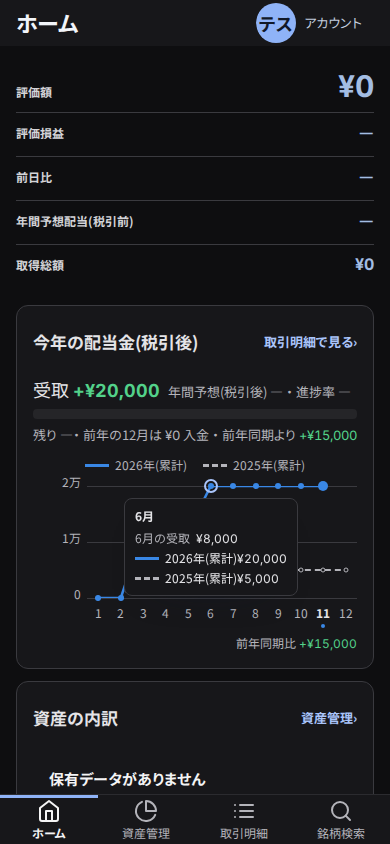 ホーム
テス アカウント
評価額 ¥0
評価損益 —
前日比 —
年間予想配当(税引前) —
取得総額 ¥0
今年の配当金(税引後) 取引明細で見る›
受取 +¥20,000 年間予想(税引後) —・進捗率 —
残り —・前年の12月は ¥0 入金・前年同期より +¥15,000
2026年(累計) 2025年(累計)
2万
1万
0
6月
6月の受取 ¥8,000
2026年(累計)¥20,000
2025年(累計)¥5,000
1 2 3 4 5 6 7 8 9 10 11 12
前年同期比 +¥15,000
資産の内訳 資産管理›
保有データがありません
ホーム 資産管理 取引明細 銘柄検索